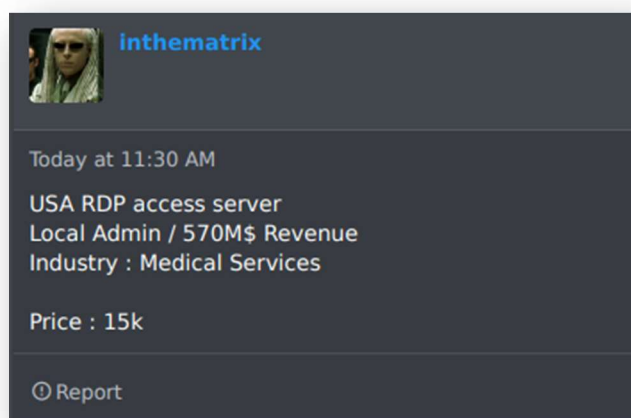 inthematrix
Today at 11:30 AM
USA RDP access server
Local Admin / 570M$ Revenue
Industry : Medical Services
Price : 15k
Report